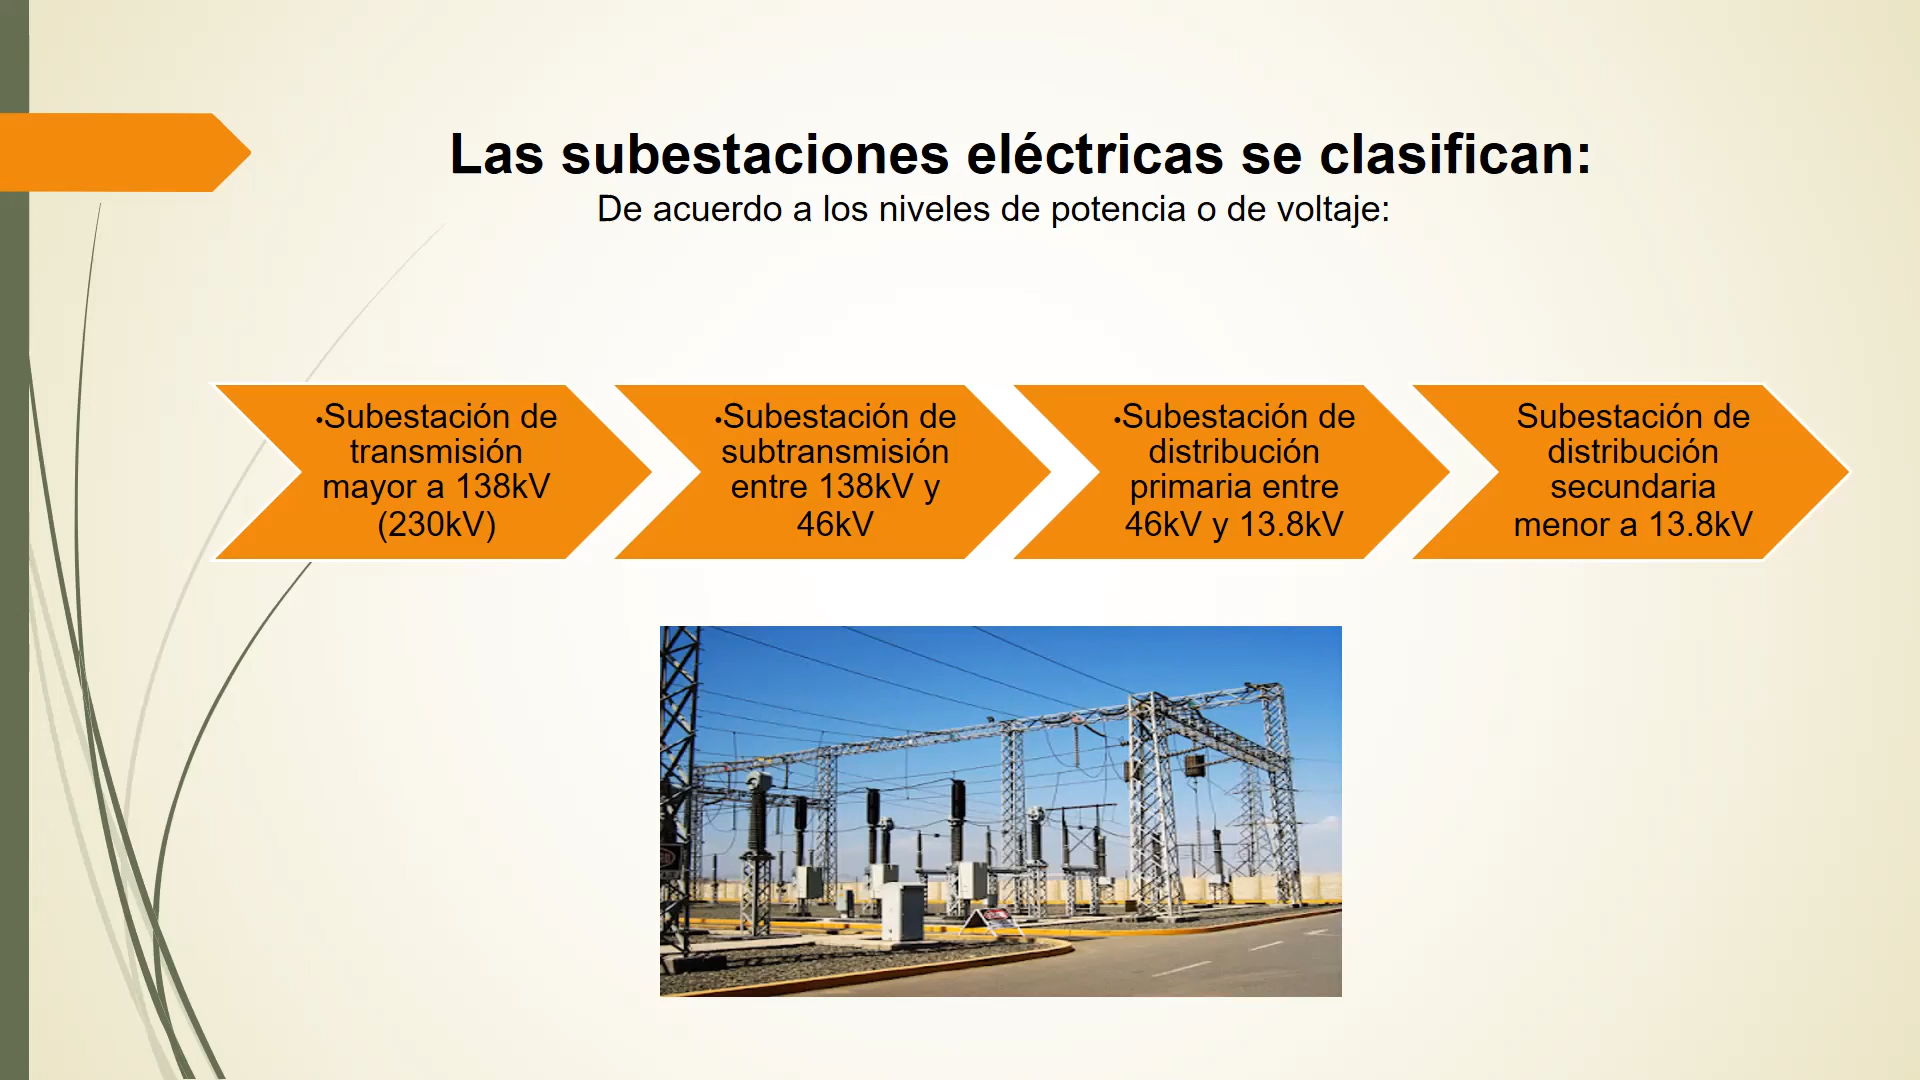 Las subestaciones eléctricas se clasifican:
De acuerdo a los niveles de potencia o de voltaje:
•Subestación de
transmisión
mayor a 138kV
(230kV)
•Subestación de
subtransmisión
entre 138kV y
46kV
•Subestación de
distribución
primaria entre
46kV y 13.8kV
Subestación de
distribución
secundaria
menor a 13.8kV